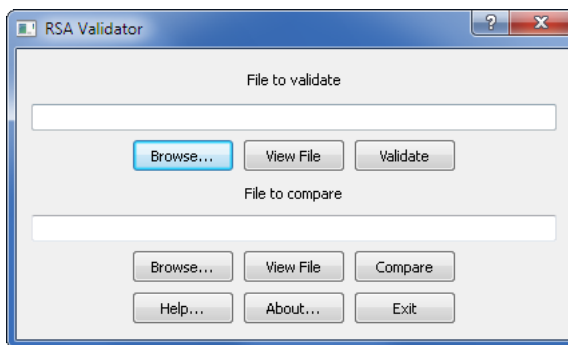 RSA Validator
File to validate
Browse... View File Validate
File to compare
Browse... View File Compare
Help... About... Exit